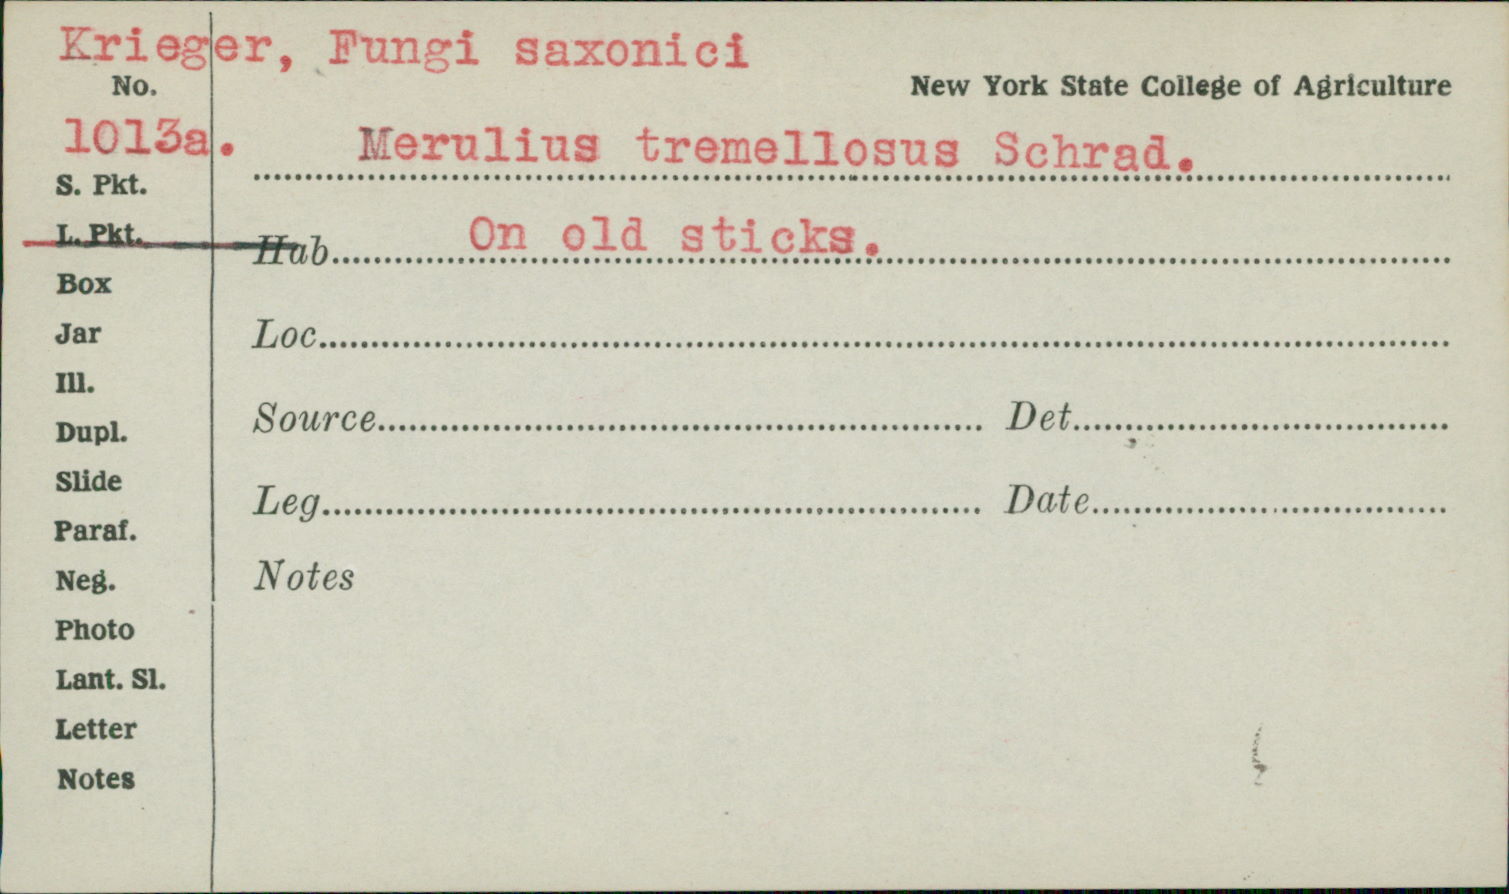 Krieger, Fungi saxonici
No.
New York State College of Agriculture
1013a.
Merulius tremellosus Schrad.
S. Pkt.
L. Pkt.
Hab. On old sticks.
Box
Jar
Loc.
Ill.
Dupl.
Source
Det.
Slide
Leg.
Date
Paraf.
Neg.
Notes
Photo
Lant. Sl.
Letter
Notes